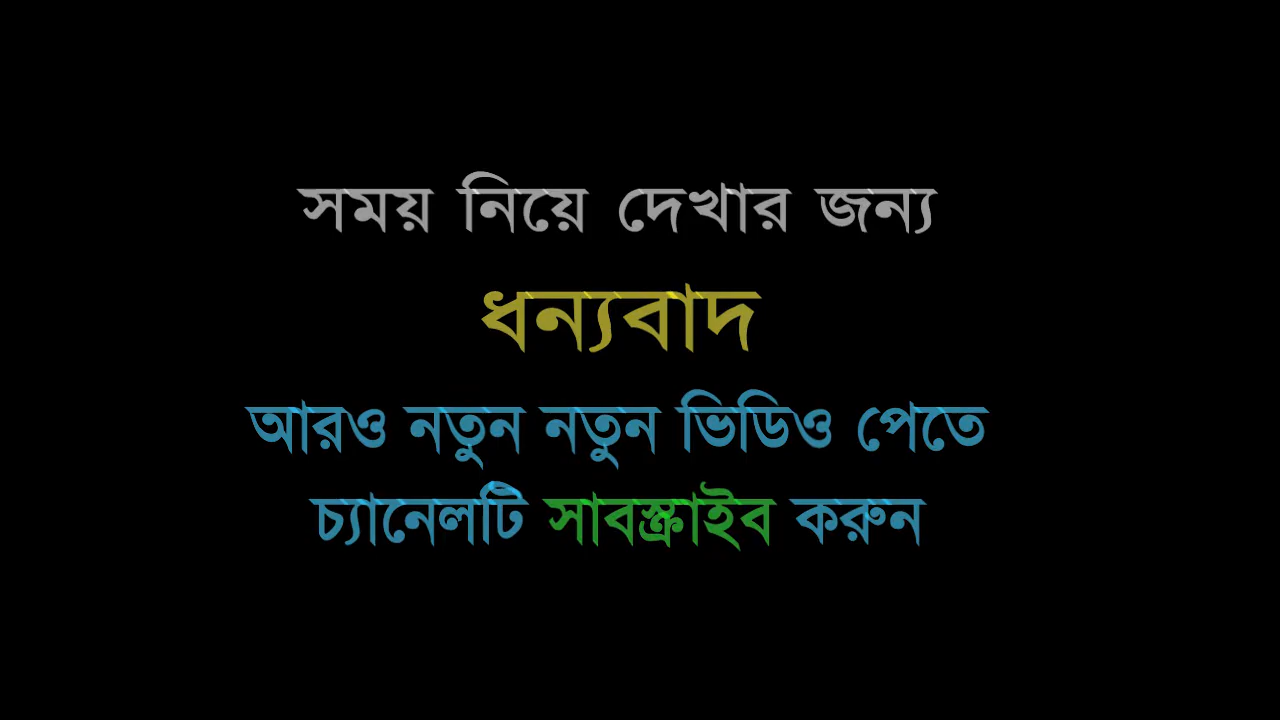 সময় নিয়ে দেখার জন্য
ধন্যবাদ
আরও নতুন নতুন ভিডিও পেতে
চ্যানেলটি সাবস্ক্রাইব করুন